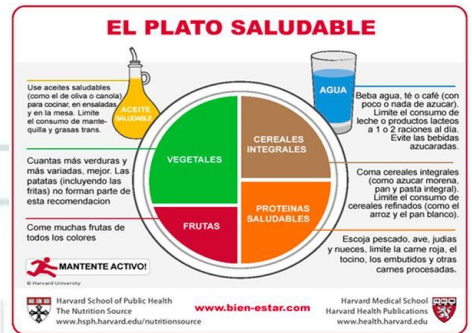 EL PLATO SALUDABLE
Use aceites saludables
(como el de oliva o canola)
para cocinar, en ensaladas
y en la mesa. Limite
el consumo de mante-
quilla y grasas trans.
ACEITE
SALUDABLE
AGUA
Beba agua, té o café (con
poco o nada de azucar).
Limite el consumo de
leche o productos lacteos
a 1 o 2 raciones al día.
Evite las bebidas
azucaradas.
VEGETALES
CEREALES
INTEGRALES
FRUTAS
PROTEINAS
SALUDABLES
Cuantas más verduras y
más variadas, mejor. Las
patatas (incluyendo las
fritas) no forman parte de
esta recomendacion
Come muchas frutas de
todos los colores
Coma cereales integrales
(como azucar morena,
pan y pasta integral).
Limite el consumo de
cereales refinados (como el
arroz y el pan blanco).
Escoja pescado, ave, judias
y nueces, limite la carne roja, el
tocino, los embutidos y otras
carnes procesadas.
MANTENTE ACTIVO!
© Harvard University
Harvard School of Public Health
The Nutrition Source
www.hsph.harvard.edu/nutritionsource
www.bien-estar.com
Harvard Medical School
Harvard Health Publications
www.health.harvard.edu